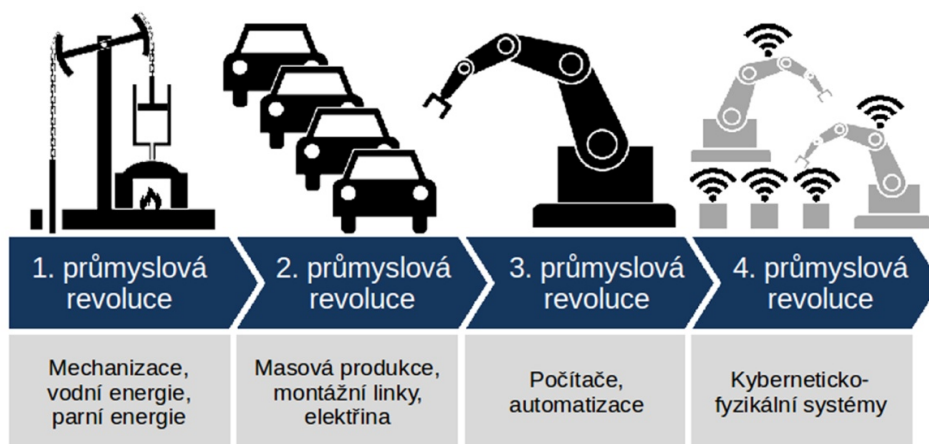 1. průmyslová
revoluce
2. průmyslová
revoluce
3. průmyslová
revoluce
4. průmyslová
revoluce
Mechanizace,
vodní energie,
parní energie
Masová produkce,
montážní linky,
elektřina
Počítače,
automatizace
Kyberneticko-
fyzikální systémy